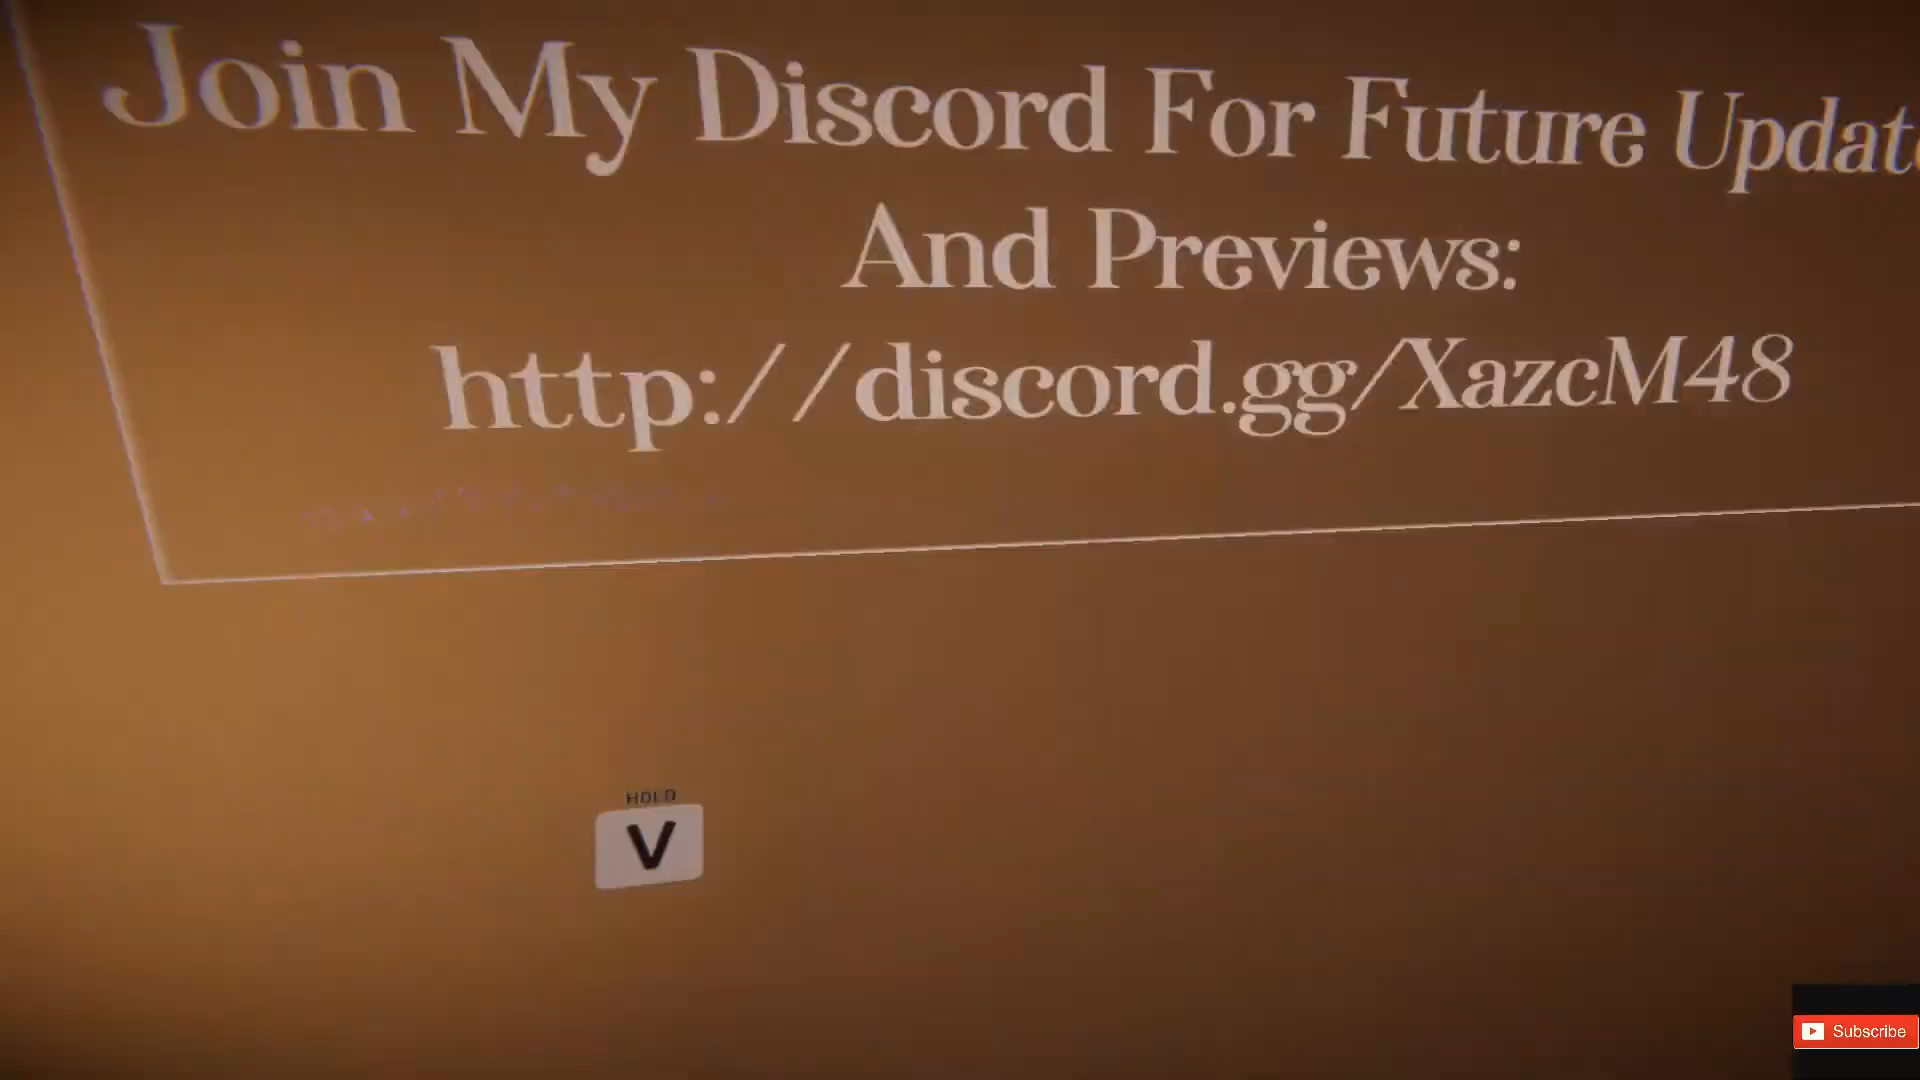 Join My Discord For Future Updat
And Previews:
http://discord.gg/XazcM48
HOLD
V
Subscribe